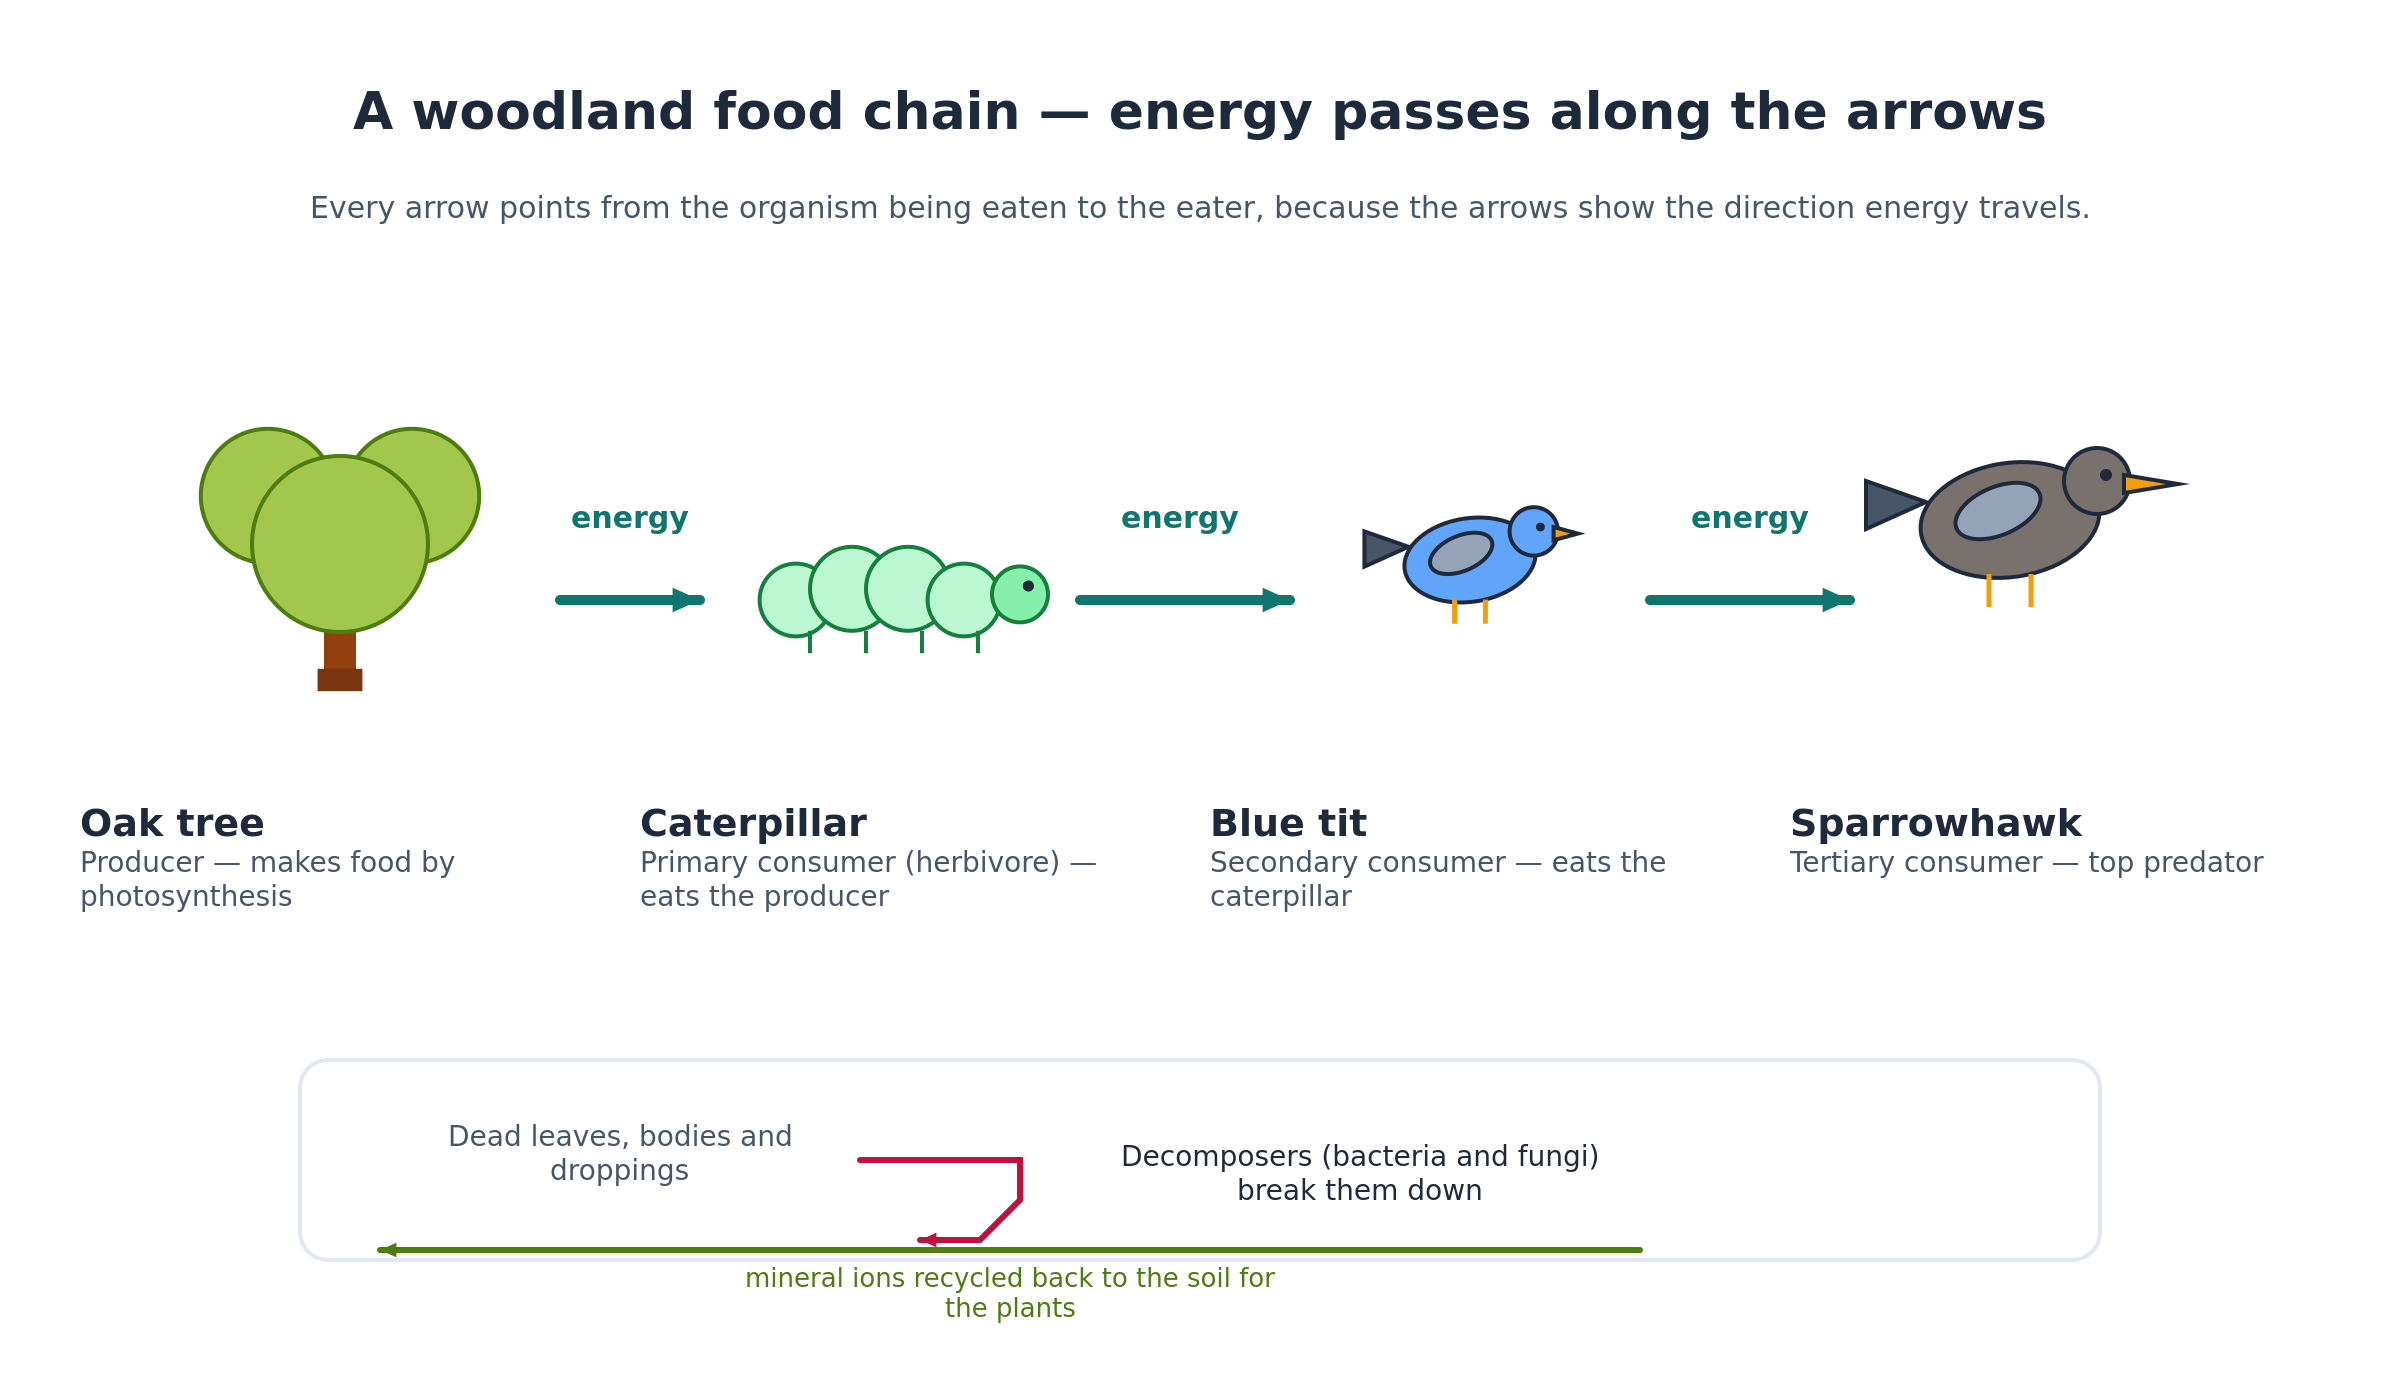 A woodland food chain — energy passes along the arrows
Every arrow points from the organism being eaten to the eater, because the arrows show the direction energy travels.
energy
energy
energy
Oak tree
Producer — makes food by
photosynthesis
Caterpillar
Primary consumer (herbivore) —
eats the producer
Blue tit
Secondary consumer — eats the
caterpillar
Sparrowhawk
Tertiary consumer — top predator
Dead leaves, bodies and
droppings
Decomposers (bacteria and fungi)
break them down
mineral ions recycled back to the soil for
the plants